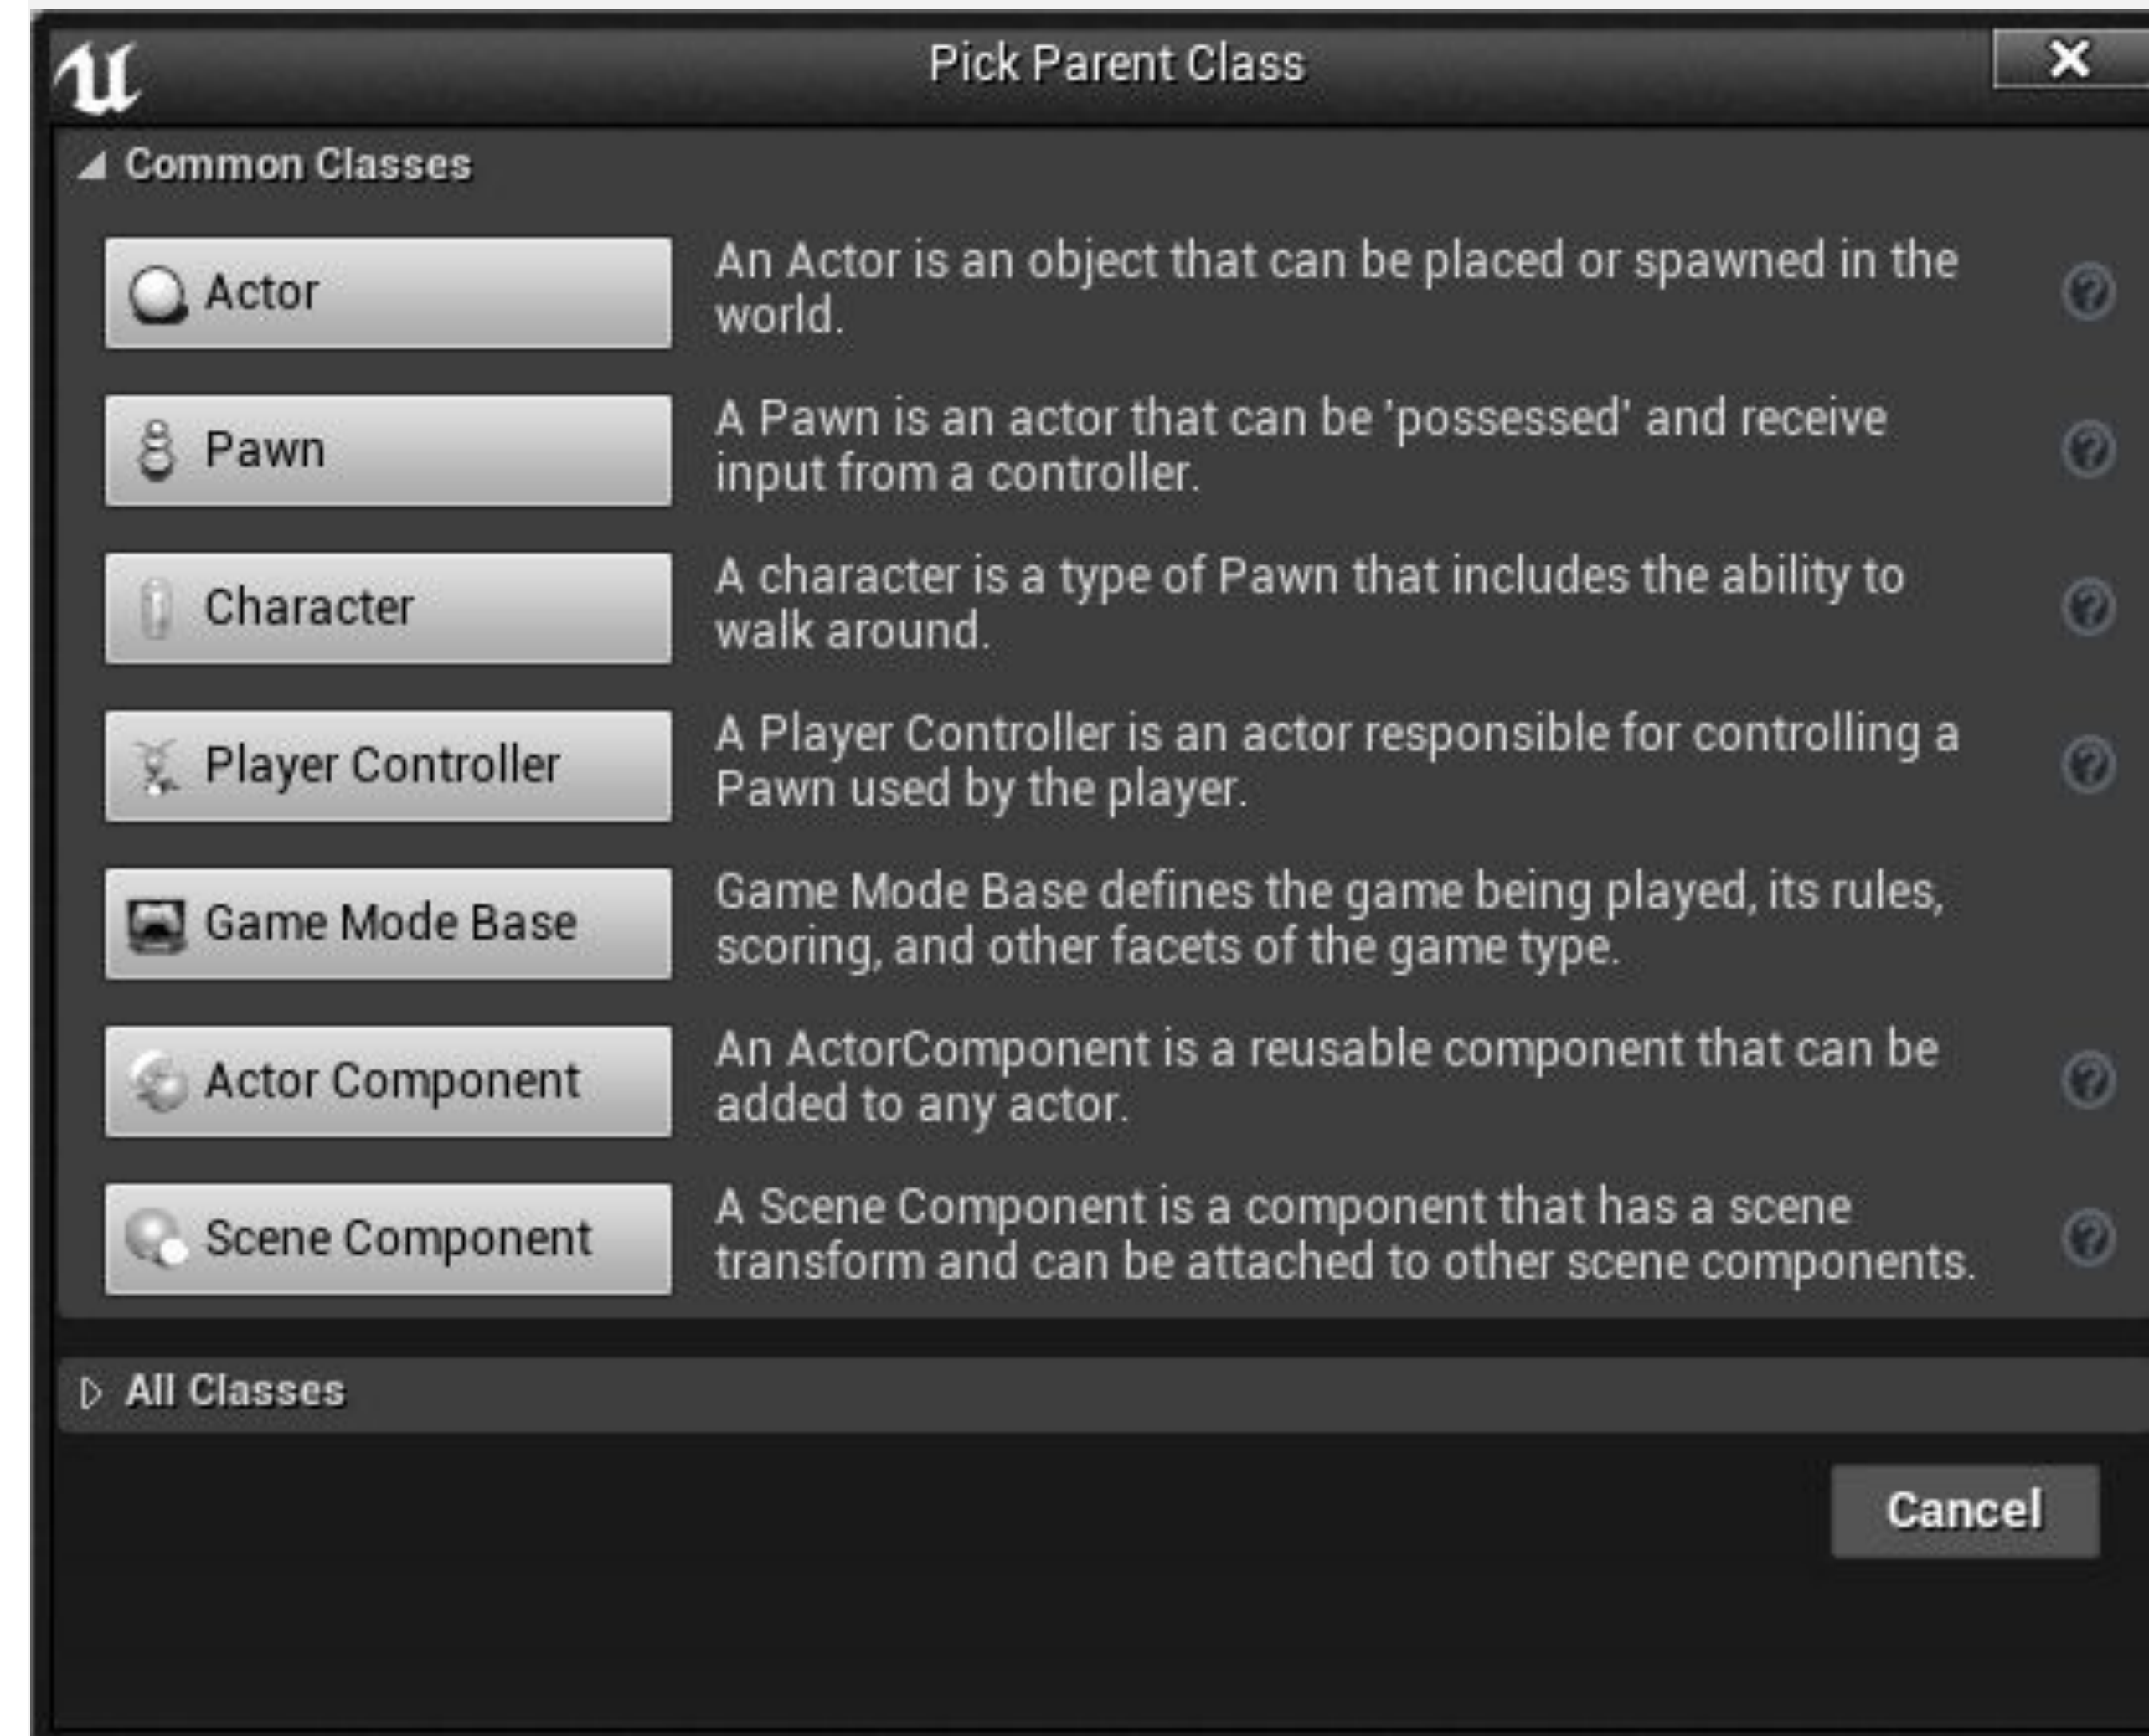 Pick Parent Class
Common Classes
Actor
An Actor is an object that can be placed or spawned in the
world.
Pawn
A Pawn is an actor that can be 'possessed' and receive
input from a controller.
Character
A character is a type of Pawn that includes the ability to
walk around.
Player Controller
A Player Controller is an actor responsible for controlling a
Pawn used by the player.
Game Mode Base
Game Mode Base defines the game being played, its rules,
scoring, and other facets of the game type.
Actor Component
An ActorComponent is a reusable component that can be
added to any actor.
Scene Component
A Scene Component is a component that has a scene
transform and can be attached to other scene components.
All Classes
Cancel